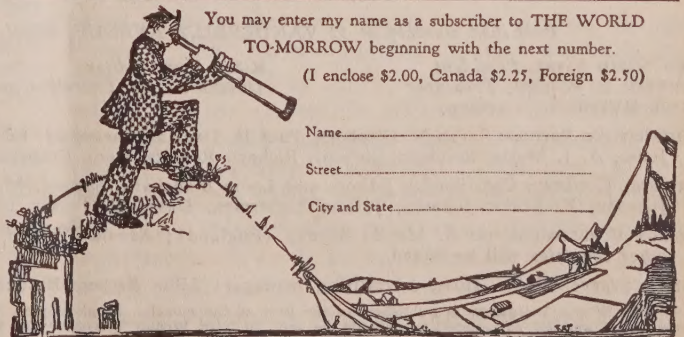 You may enter my name as a subscriber to THE WORLD
TO-MORROW beginning with the next number.
(I enclose $2.00, Canada $2.25, Foreign $2.50)
Name
Street
City and State